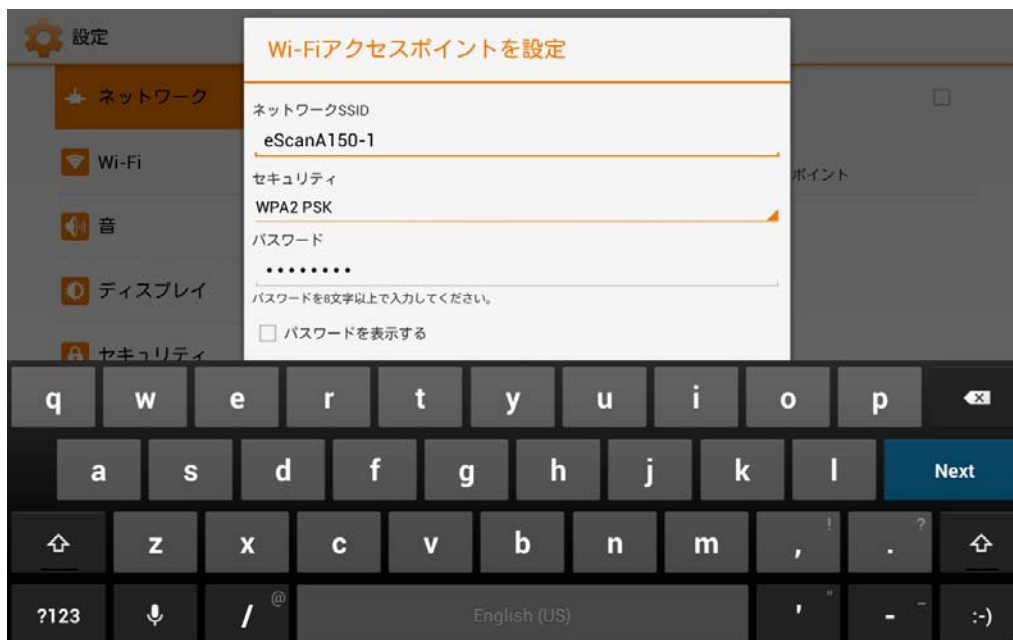 設定
Wi-Fiアクセスポイントを設定
ネットワーク
ネットワークSSID
eScanA150-1
Wi-Fi
セキュリティ
ポイント
WPA2 PSK
音
パスワード
••••••••
ディスプレイ
パスワードを8文字以上で入力してください。
パスワードを表示する
セキュリティ
q w e r t y u i o p
a s d f g h j k l Next
z x c v b n m , ! . ?
?123 / @ English (US) ' " - _ :-)